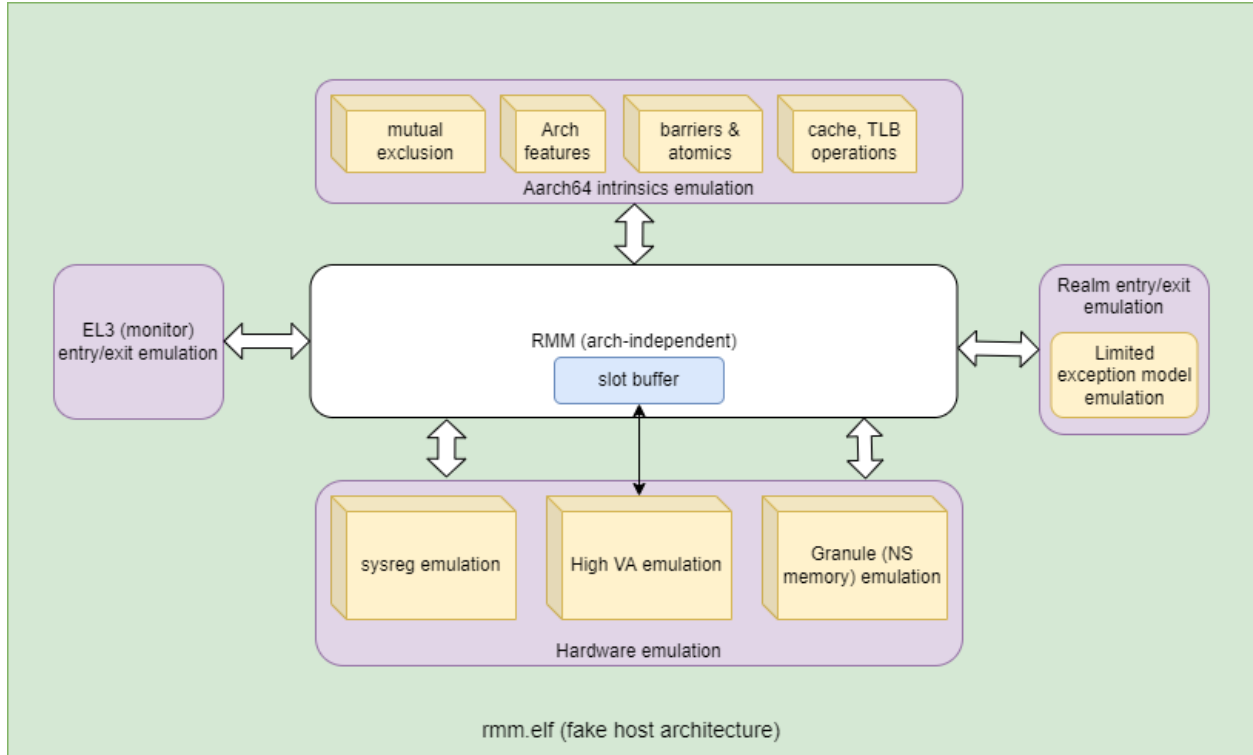 mutual
exclusion
Arch
features
barriers &
atomics
cache, TLB
operations
Aarch64 intrinsics emulation
EL3 (monitor)
entry/exit emulation
RMM (arch-independent)
slot buffer
Realm entry/exit
emulation
Limited
exception model
emulation
sysreg emulation
High VA emulation
Granule (NS
memory) emulation
Hardware emulation
rmm.elf (fake host architecture)